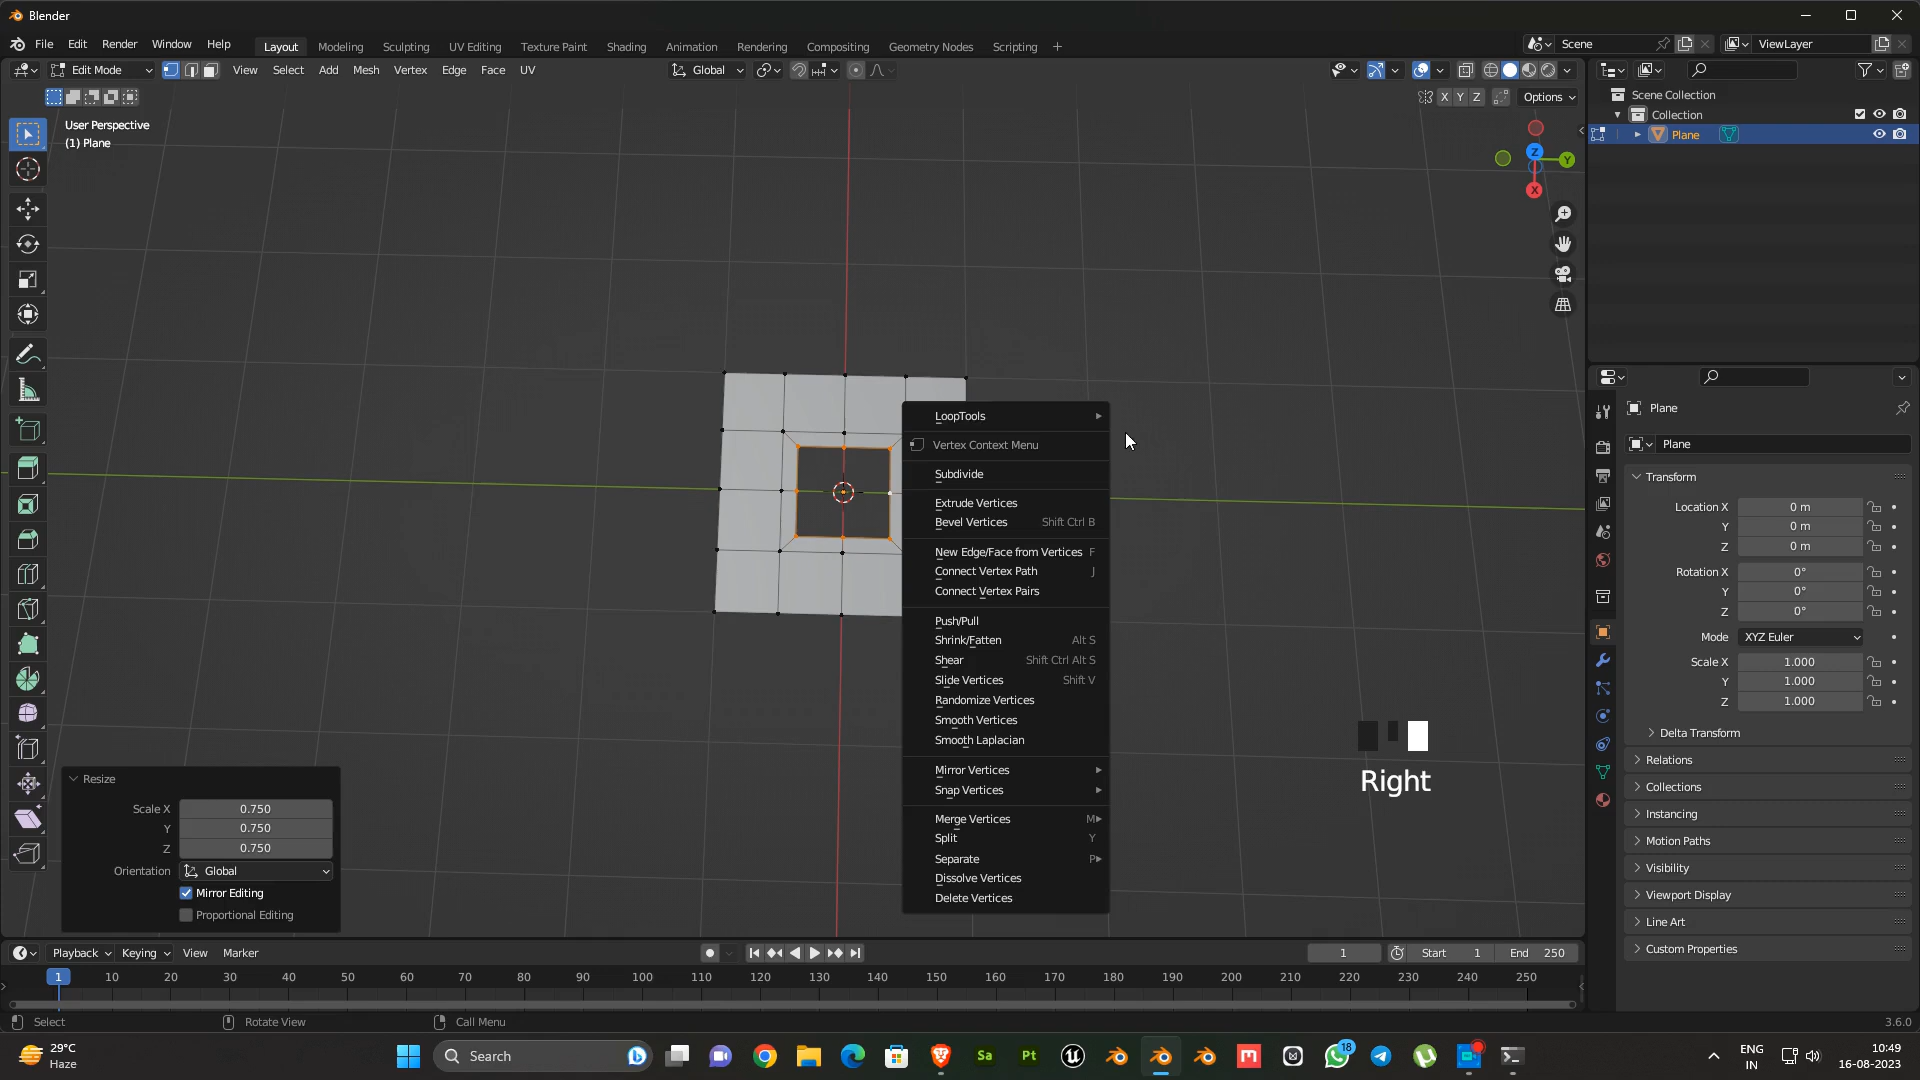 Blender
File Edit Render Window Help Layout Modeling Sculpting UV Editing Texture Paint Shading Animation Rendering Compositing Geometry Nodes Scripting + Scene ViewLayer
Edit Mode View Select Add Mesh Vertex Edge Face UV Global
X Y Z Options
User Perspective
(1) Plane
Z Y X
Scene Collection
Collection
Plane
LoopTools
Vertex Context Menu
Subdivide
Extrude Vertices
Bevel Vertices Shift Ctrl B
New Edge/Face from Vertices F
Connect Vertex Path J
Connect Vertex Pairs
Push/Pull
Shrink/Fatten Alt S
Shear Shift Ctrl Alt S
Slide Vertices Shift V
Randomize Vertices
Smooth Vertices
Smooth Laplacian
Mirror Vertices
Snap Vertices
Merge Vertices M
Split Y
Separate P
Dissolve Vertices
Delete Vertices
Right
Plane
Plane
Transform
Location X 0 m
Y 0 m
Z 0 m
Rotation X 0°
Y 0°
Z 0°
Mode XYZ Euler
Scale X 1.000
Y 1.000
Z 1.000
Delta Transform
Relations
Collections
Instancing
Motion Paths
Visibility
Viewport Display
Line Art
Custom Properties
Resize
Scale X 0.750
Y 0.750
Z 0.750
Orientation Global
Mirror Editing
Proportional Editing
Playback Keying View Marker 1 Start 1 End 250
1 10 20 30 40 50 60 70 80 90 100 110 120 130 140 150 160 170 180 190 200 210 220 230 240 250
Select Rotate View Call Menu 3.6.0
29°C
Haze
Search
Sa
Pt
18
ENG
IN
10:49
16-08-2023